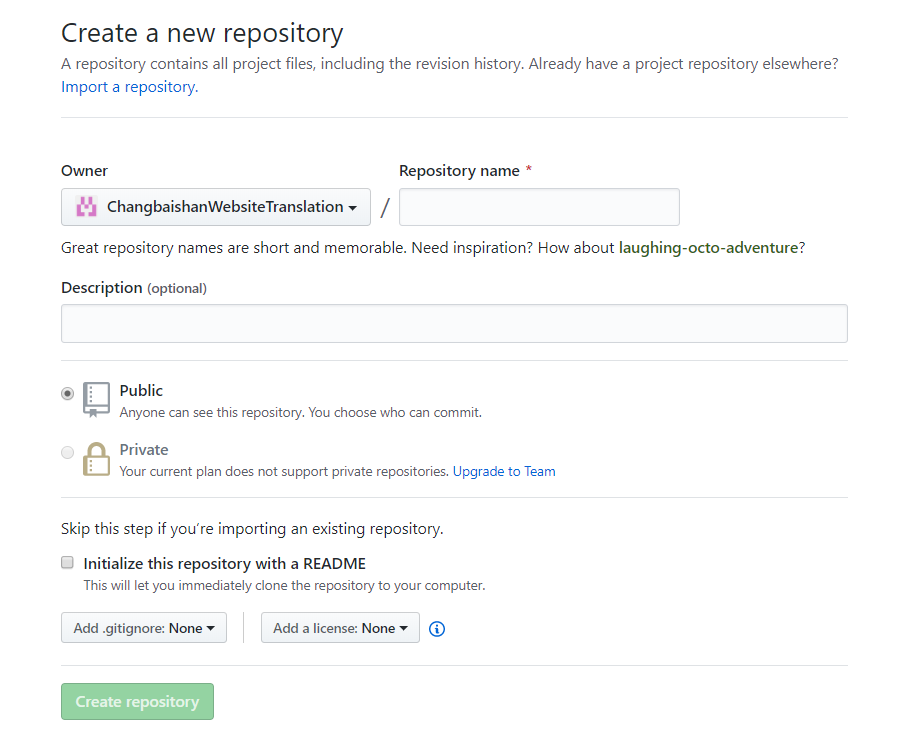 Create a new repository
A repository contains all project files, including the revision history. Already have a project repository elsewhere?
Import a repository.
Owner
Repository name *
ChangbaishanWebsiteTranslation
/
Great repository names are short and memorable. Need inspiration? How about laughing-octo-adventure?
Description (optional)
Public
Anyone can see this repository. You choose who can commit.
Private
Your current plan does not support private repositories. Upgrade to Team
Skip this step if you’re importing an existing repository.
Initialize this repository with a README
This will let you immediately clone the repository to your computer.
Add .gitignore: None
Add a license: None
Create repository